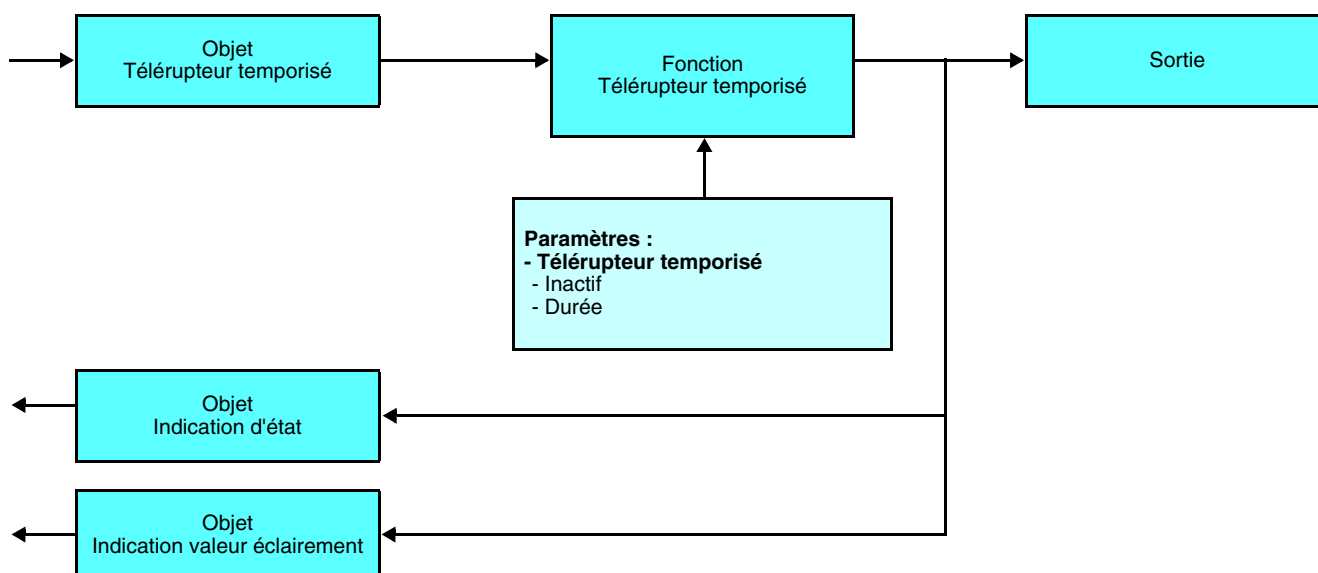 Objet
Télérupteur temporisé
Fonction
Télérupteur temporisé
Sortie
Paramètres :
- Télérupteur temporisé
- Inactif
- Durée
Objet
Indication d'état
Objet
Indication valeur éclairement